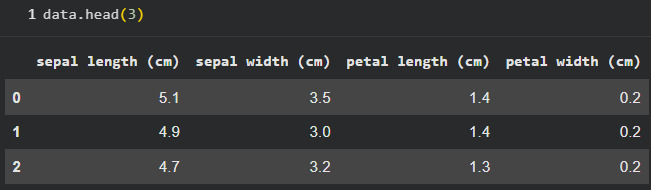 1 data.head(3)
sepal length (cm) sepal width (cm) petal length (cm) petal width (cm)
0 5.1 3.5 1.4 0.2
1 4.9 3.0 1.4 0.2
2 4.7 3.2 1.3 0.2